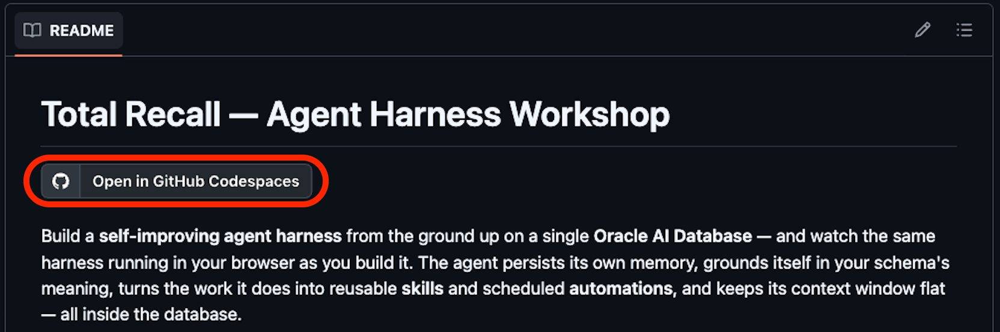 README
Total Recall — Agent Harness Workshop
Open in GitHub Codespaces
Build a self-improving agent harness from the ground up on a single Oracle AI Database — and watch the same
harness running in your browser as you build it. The agent persists its own memory, grounds itself in your schema's
meaning, turns the work it does into reusable skills and scheduled automations, and keeps its context window flat
— all inside the database.